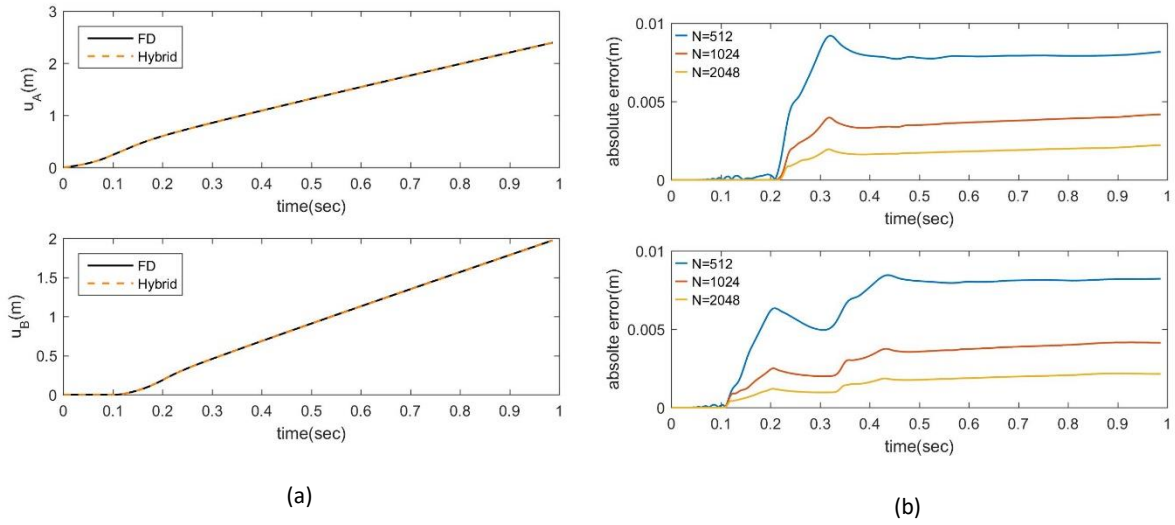 3
2
1
0
u_A(m)
FD
Hybrid
0 0.1 0.2 0.3 0.4 0.5 0.6 0.7 0.8 0.9 1
time(sec)
2
1.5
1
0.5
0
u_B(m)
FD
Hybrid
0 0.1 0.2 0.3 0.4 0.5 0.6 0.7 0.8 0.9 1
time(sec)
(a)
0.01
0.005
0
absolute error(m)
N=512
N=1024
N=2048
0 0.1 0.2 0.3 0.4 0.5 0.6 0.7 0.8 0.9 1
time(sec)
0.01
0.005
0
absolte error(m)
N=512
N=1024
N=2048
0 0.1 0.2 0.3 0.4 0.5 0.6 0.7 0.8 0.9 1
time(sec)
(b)